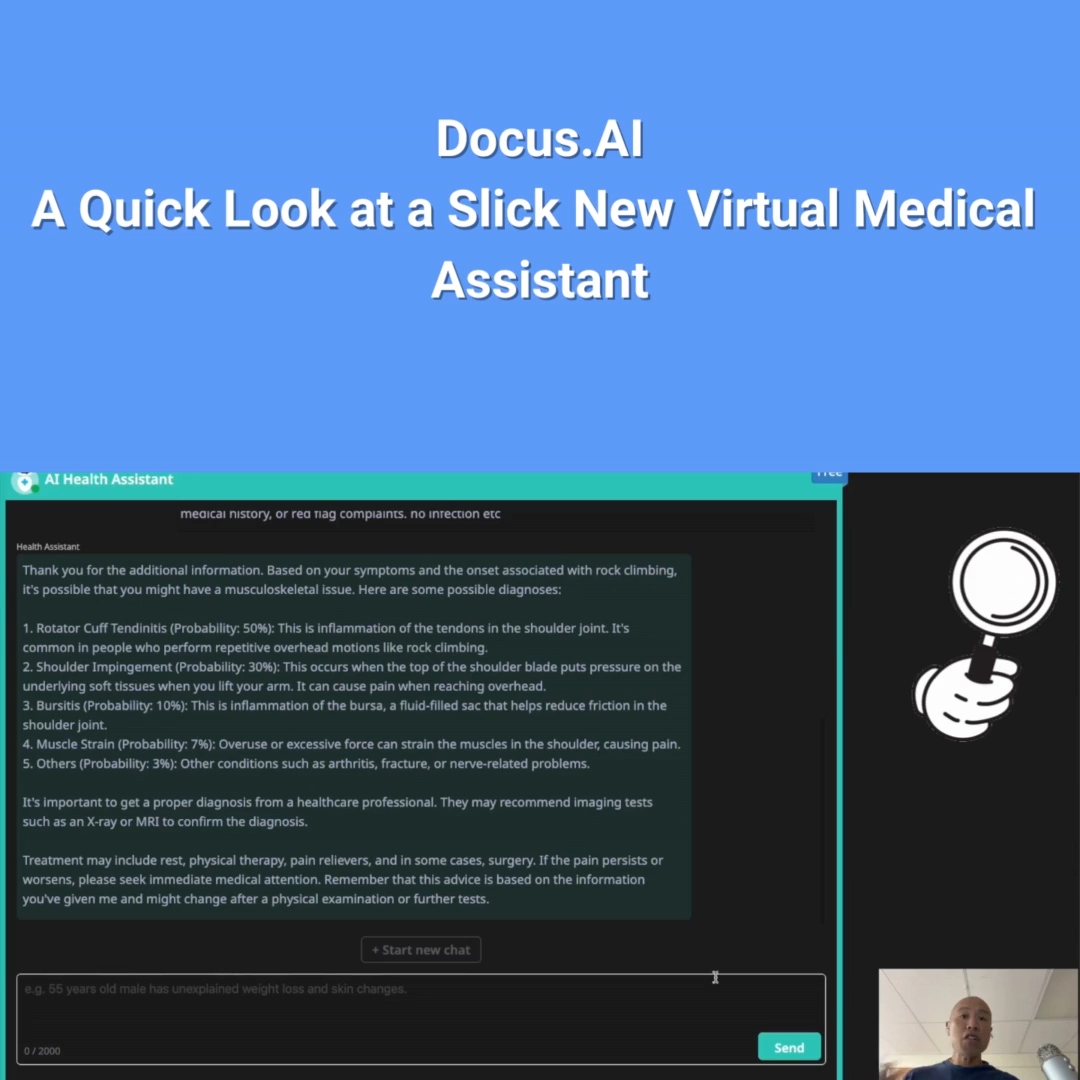 Docus.AI
A Quick Look at a Slick New Virtual Medical
Assistant
AI Health Assistant
Free
medical history, or red flag complaints. no infection etc
Health Assistant
Thank you for the additional information. Based on your symptoms and the onset associated with rock climbing,
it's possible that you might have a musculoskeletal issue. Here are some possible diagnoses:
1. Rotator Cuff Tendinitis (Probability: 50%): This is inflammation of the tendons in the shoulder joint. It's
common in people who perform repetitive overhead motions like rock climbing.
2. Shoulder Impingement (Probability: 30%): This occurs when the top of the shoulder blade puts pressure on the
underlying soft tissues when you lift your arm. It can cause pain when reaching overhead.
3. Bursitis (Probability: 10%): This is inflammation of the bursa, a fluid-filled sac that helps reduce friction in the
shoulder joint.
4. Muscle Strain (Probability: 7%): Overuse or excessive force can strain the muscles in the shoulder, causing pain.
5. Others (Probability: 3%): Other conditions such as arthritis, fracture, or nerve-related problems.
It's important to get a proper diagnosis from a healthcare professional. They may recommend imaging tests
such as an X-ray or MRI to confirm the diagnosis.
Treatment may include rest, physical therapy, pain relievers, and in some cases, surgery. If the pain persists or
worsens, please seek immediate medical attention. Remember that this advice is based on the information
you've given me and might change after a physical examination or further tests.
+ Start new chat
e.g. 55 years old male has unexplained weight loss and skin changes.
0 / 2000
Send